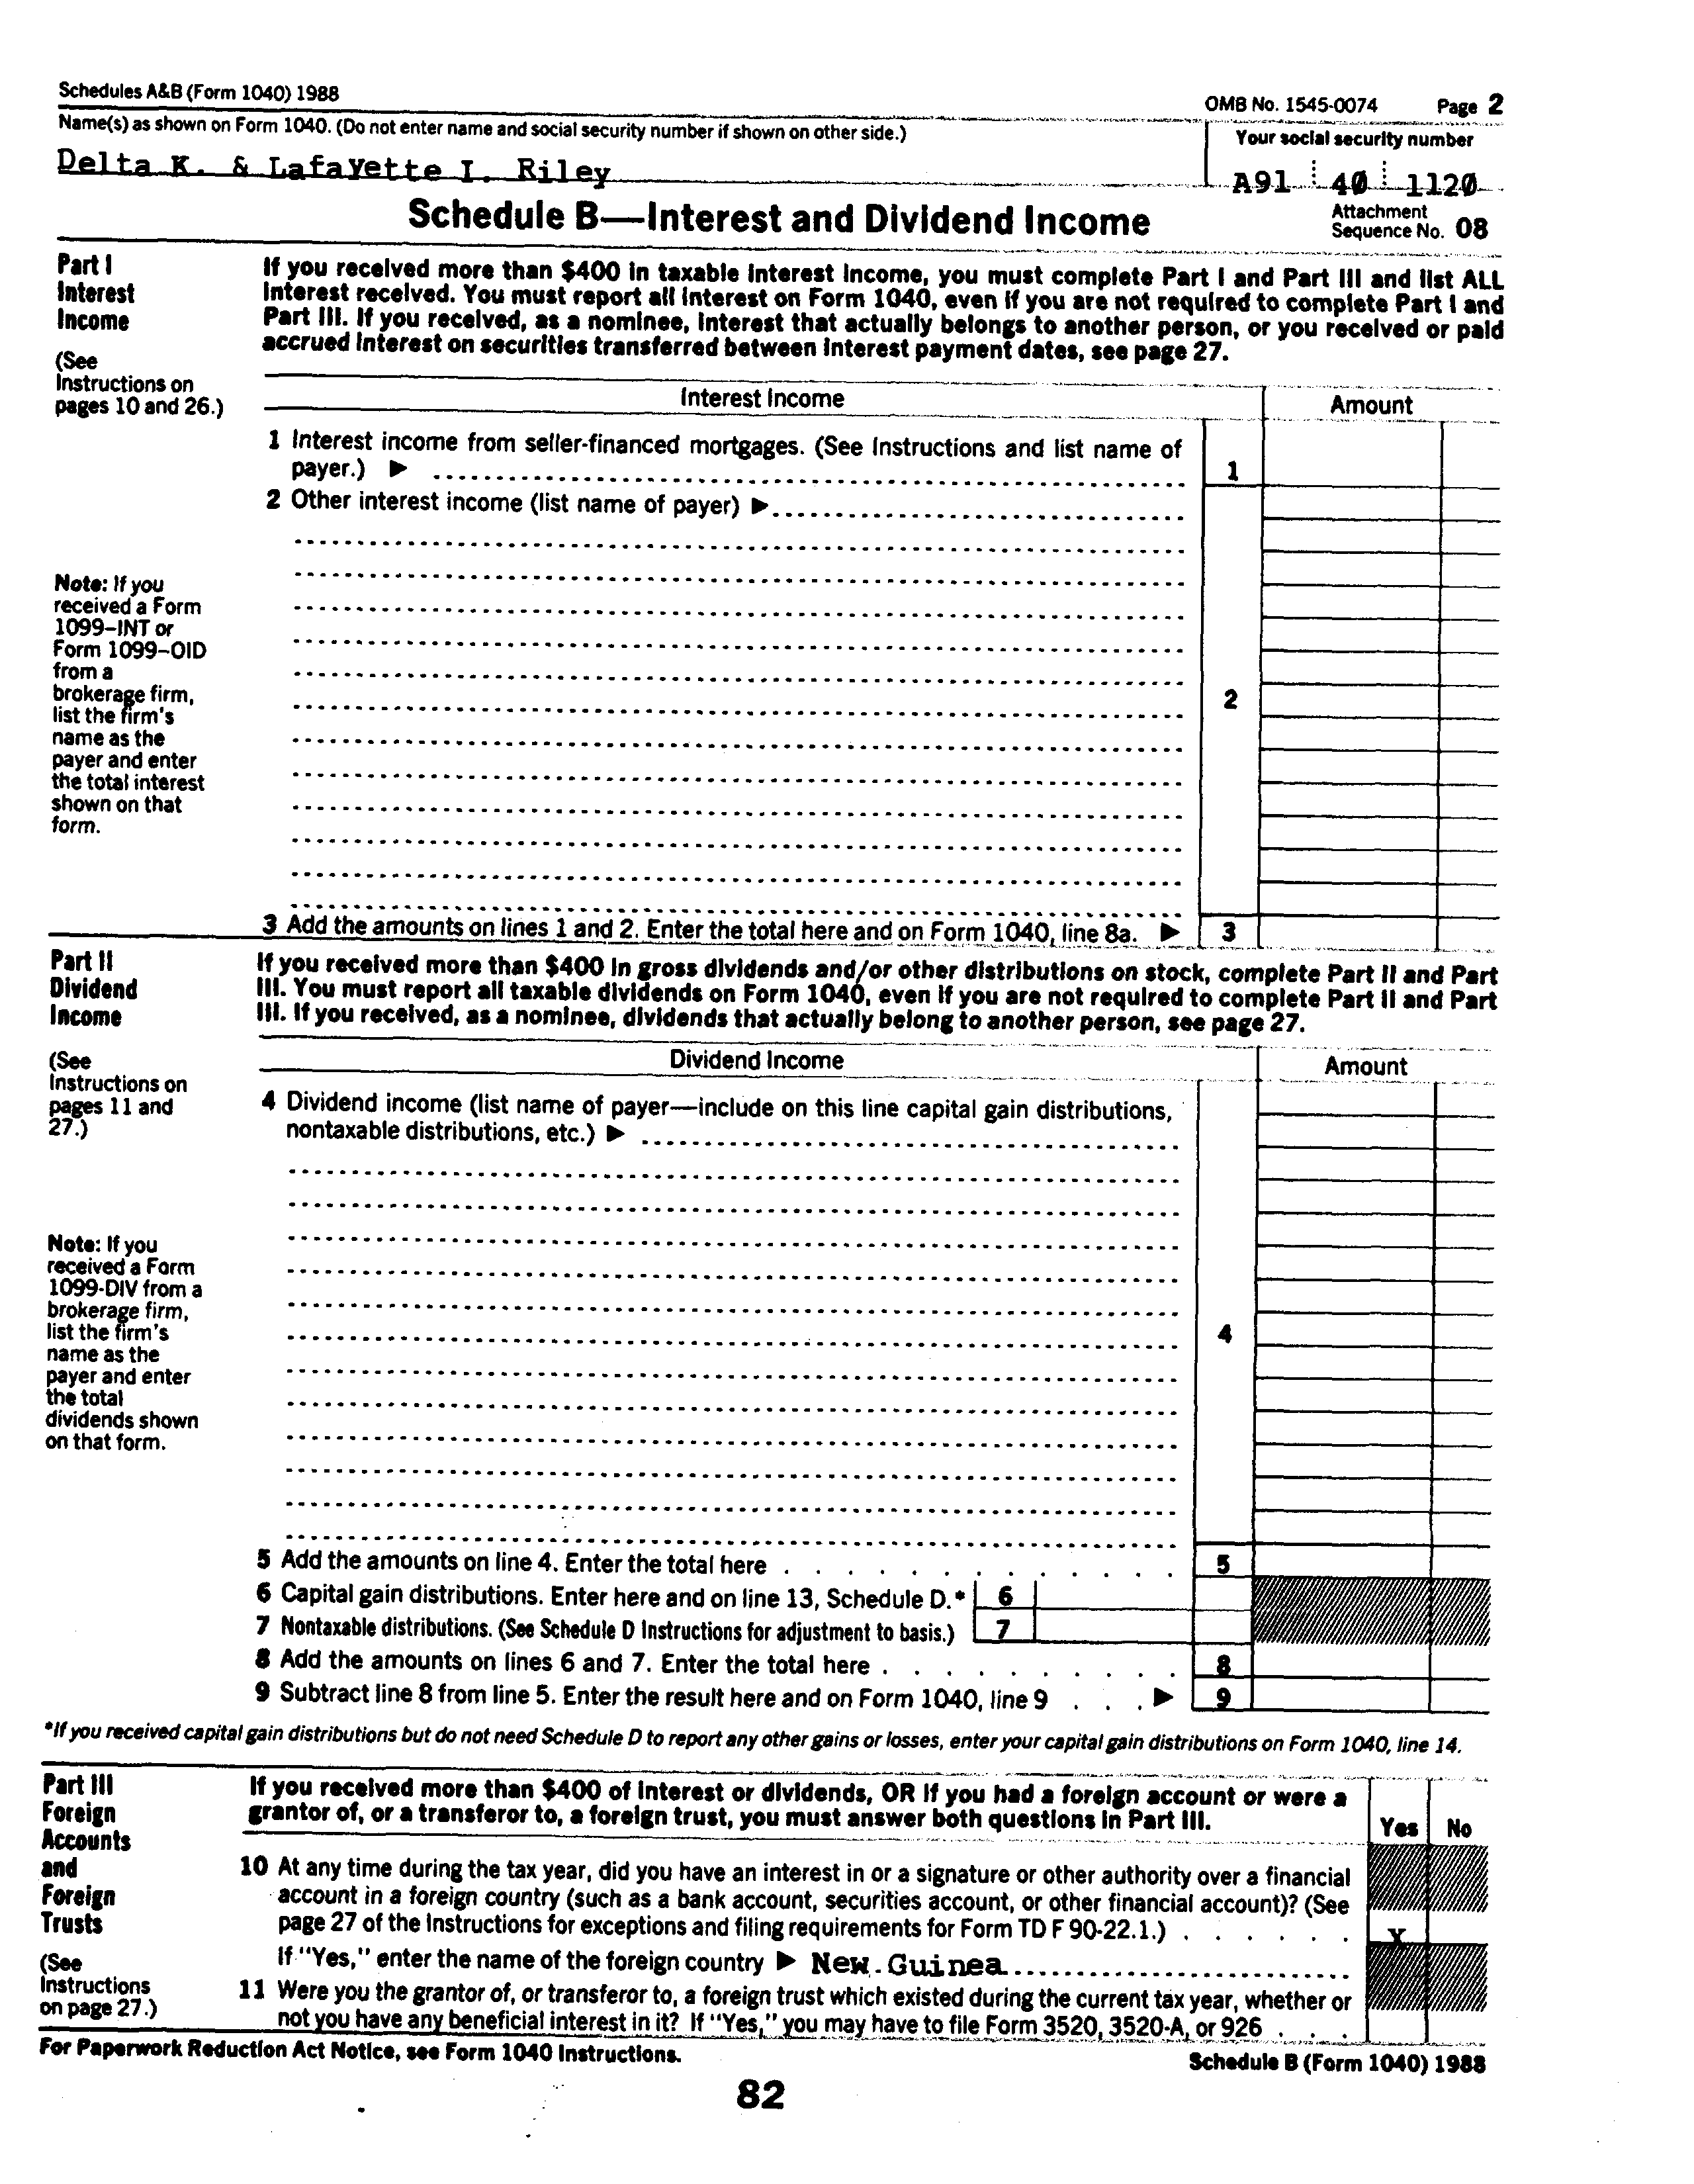 Schedules A&B (Form 1040) 1988
OMB No. 1545-0074 Page 2
Name(s) as shown on Form 1040. (Do not enter name and social security number if shown on other side.)
Your social security number
Delta K. & Lafayette I. Riley
A91 40 1120
Schedule B—Interest and Dividend Income
Attachment
Sequence No. 08
Part I
Interest
Income
(See
Instructions on
pages 10 and 26.)
If you received more than $400 in taxable interest income, you must complete Part I and Part III and list ALL
interest received. You must report all interest on Form 1040, even if you are not required to complete Part I and
Part III. If you received, as a nominee, interest that actually belongs to another person, or you received or paid
accrued interest on securities transferred between interest payment dates, see page 27.
Interest Income
Amount
1 Interest income from seller-financed mortgages. (See Instructions and list name of
payer.) ▶
1
2 Other interest income (list name of payer) ▶
Note: If you
received a Form
1099–INT or
Form 1099–OID
from a
brokerage firm,
list the firm's
name as the
payer and enter
the total interest
shown on that
form.
2
3 Add the amounts on lines 1 and 2. Enter the total here and on Form 1040, line 8a. ▶ 3
Part II
Dividend
Income
(See
Instructions on
pages 11 and
27.)
If you received more than $400 in gross dividends and/or other distributions on stock, complete Part II and Part
III. You must report all taxable dividends on Form 1040, even if you are not required to complete Part II and Part
III. If you received, as a nominee, dividends that actually belong to another person, see page 27.
Dividend Income
Amount
4 Dividend income (list name of payer—include on this line capital gain distributions,
nontaxable distributions, etc.) ▶
Note: If you
received a Form
1099-DIV from a
brokerage firm,
list the firm's
name as the
payer and enter
the total
dividends shown
on that form.
4
5 Add the amounts on line 4. Enter the total here . . . . . . . . . . . . . 5
6 Capital gain distributions. Enter here and on line 13, Schedule D.* 6
7 Nontaxable distributions. (See Schedule D Instructions for adjustment to basis.) 7
8 Add the amounts on lines 6 and 7. Enter the total here . . . . . . . . . . 8
9 Subtract line 8 from line 5. Enter the result here and on Form 1040, line 9 . . . ▶ 9
*If you received capital gain distributions but do not need Schedule D to report any other gains or losses, enter your capital gain distributions on Form 1040, line 14.
Part III
Foreign
Accounts
and
Foreign
Trusts
(See
Instructions
on page 27.)
If you received more than $400 of interest or dividends, OR if you had a foreign account or were a
grantor of, or a transferor to, a foreign trust, you must answer both questions in Part III.
Yes No
10 At any time during the tax year, did you have an interest in or a signature or other authority over a financial
account in a foreign country (such as a bank account, securities account, or other financial account)? (See
page 27 of the Instructions for exceptions and filing requirements for Form TD F 90-22.1.) . . . . . . X
If "Yes," enter the name of the foreign country ▶ New Guinea
11 Were you the grantor of, or transferor to, a foreign trust which existed during the current tax year, whether or
not you have any beneficial interest in it? If "Yes," you may have to file Form 3520, 3520-A, or 926 . . .
For Paperwork Reduction Act Notice, see Form 1040 Instructions.
Schedule B (Form 1040) 1988
82